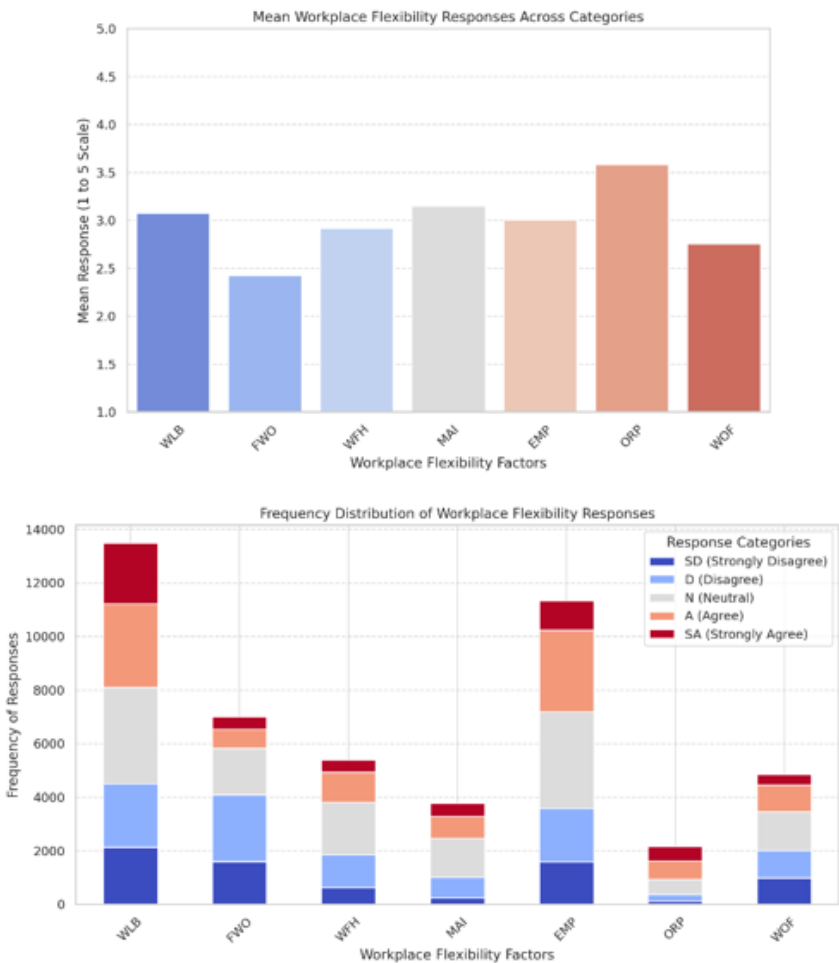 Mean Workplace Flexibility Responses Across Categories
5.0
4.5
4.0
3.5
3.0
2.5
2.0
1.5
1.0
Mean Response (1 to 5 Scale)
WLB
FWO
WFH
MAI
EMP
ORP
WOF
Workplace Flexibility Factors
Frequency Distribution of Workplace Flexibility Responses
14000
12000
10000
8000
6000
4000
2000
0
Frequency of Responses
Response Categories
SD (Strongly Disagree)
D (Disagree)
N (Neutral)
A (Agree)
SA (Strongly Agree)
WLB
FWO
WFH
MAI
EMP
ORP
WOF
Workplace Flexibility Factors